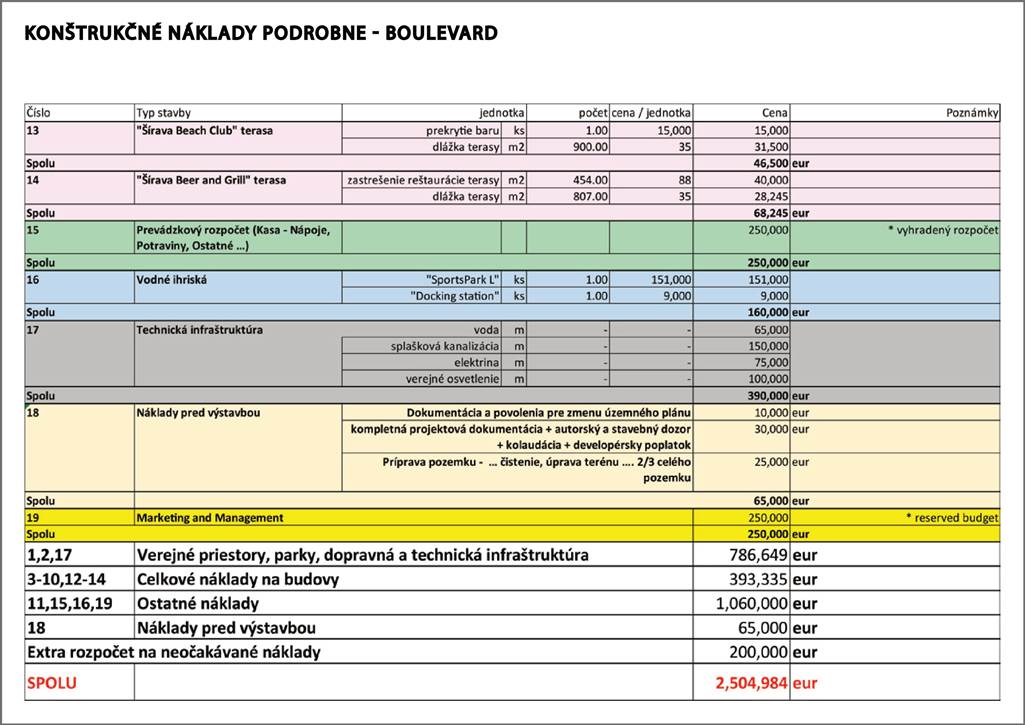 KONŠTRUKČNÉ NÁKLADY PODROBNE - BOULEVARD
Číslo Typ stavby jednotka počet cena / jednotka Cena Poznámky
13 "Šírava Beach Club" terasa prekrytie baru ks 1.00 15,000 15,000
dlážka terasy m2 900.00 35 31,500
Spolu 46,500 eur
14 "Šírava Beer and Grill" terasa zastrešenie reštaurácie terasy m2 454.00 88 40,000
dlážka terasy m2 807.00 35 28,245
Spolu 68,245 eur
15 Prevádzkový rozpočet (Kasa - Nápoje, 250,000 * vyhradený rozpočet
Potraviny, Ostatné ...)
Spolu 250,000 eur
16 Vodné ihriská "SportsPark L" ks 1.00 151,000 151,000
"Docking station" ks 1.00 9,000 9,000
Spolu 160,000 eur
17 Technická infraštruktúra voda m - - 65,000
splašková kanalizácia m - - 150,000
elektrina m - - 75,000
verejné osvetlenie m - - 100,000
Spolu 390,000 eur
18 Náklady pred výstavbou Dokumentácia a povolenia pre zmenu územného plánu 10,000 eur
kompletná projektová dokumentácia + autorský a stavebný dozor 30,000 eur
+ kolaudácia + developérsky poplatok
Príprava pozemku - ... čistenie, úprava terénu .... 2/3 celého 25,000 eur
pozemku
Spolu 65,000 eur
19 Marketing and Management 250,000 * reserved budget
Spolu 250,000 eur
1,2,17 Verejné priestory, parky, dopravná a technická infraštruktúra 786,649 eur
3-10,12-14 Celkové náklady na budovy 393,335 eur
11,15,16,19 Ostatné náklady 1,060,000 eur
18 Náklady pred výstavbou 65,000 eur
Extra rozpočet na neočakávané náklady 200,000 eur
SPOLU 2,504,984 eur